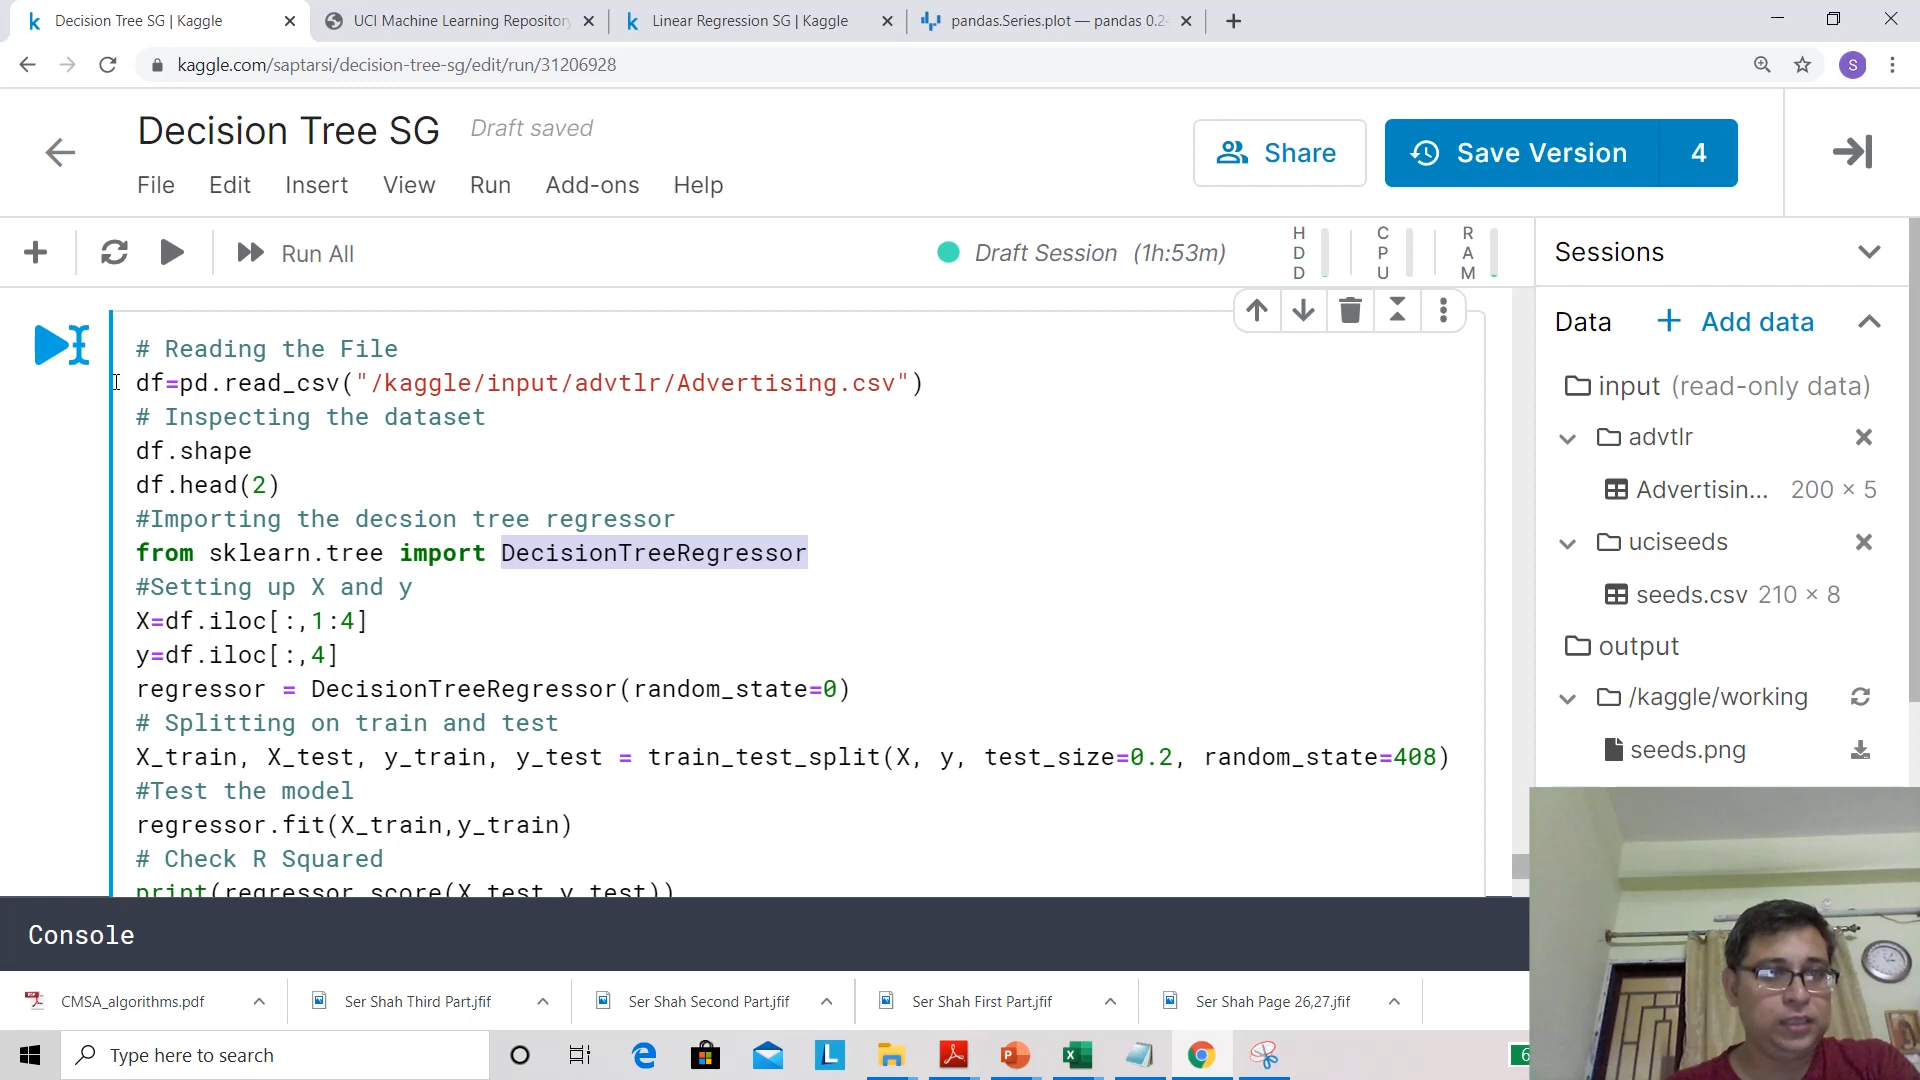 Decision Tree SG | Kaggle
UCI Machine Learning Repository
Linear Regression SG | Kaggle
pandas.Series.plot — pandas 0.24
kaggle.com/saptarsi/decision-tree-sg/edit/run/31206928
S
Decision Tree SG
Draft saved
File Edit Insert View Run Add-ons Help
Share
Save Version 4
Run All
Draft Session (1h:53m)
HDD
CPU
RAM
Sessions
# Reading the File
df=pd.read_csv("/kaggle/input/advtlr/Advertising.csv")
# Inspecting the dataset
df.shape
df.head(2)
#Importing the decsion tree regressor
from sklearn.tree import DecisionTreeRegressor
#Setting up X and y
X=df.iloc[:,1:4]
y=df.iloc[:,4]
regressor = DecisionTreeRegressor(random_state=0)
# Splitting on train and test
X_train, X_test, y_train, y_test = train_test_split(X, y, test_size=0.2, random_state=408)
#Test the model
regressor.fit(X_train,y_train)
# Check R Squared
print(regressor.score(X_test,y_test))
Data + Add data
input (read-only data)
advtlr
Advertisin... 200 × 5
uciseeds
seeds.csv 210 × 8
output
/kaggle/working
seeds.png
Console
CMSA_algorithms.pdf
Ser Shah Third Part.jfif
Ser Shah Second Part.jfif
Ser Shah First Part.jfif
Ser Shah Page 26,27.jfif
Type here to search